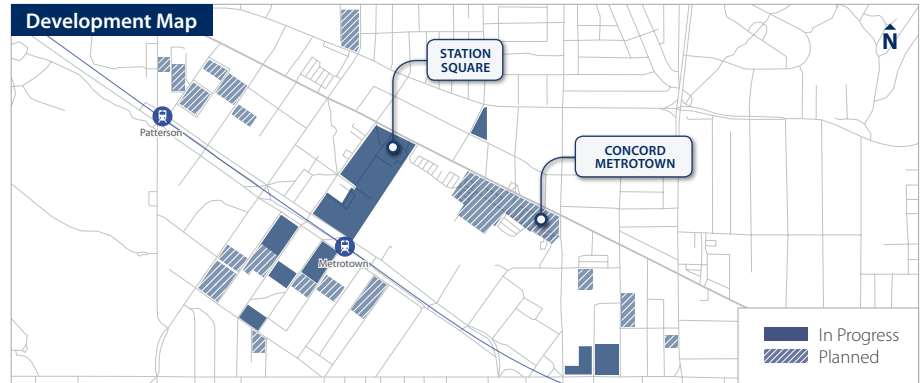 Development Map
N
STATION
SQUARE
CONCORD
METROTOWN
Patterson
Metrotown
In Progress
Planned